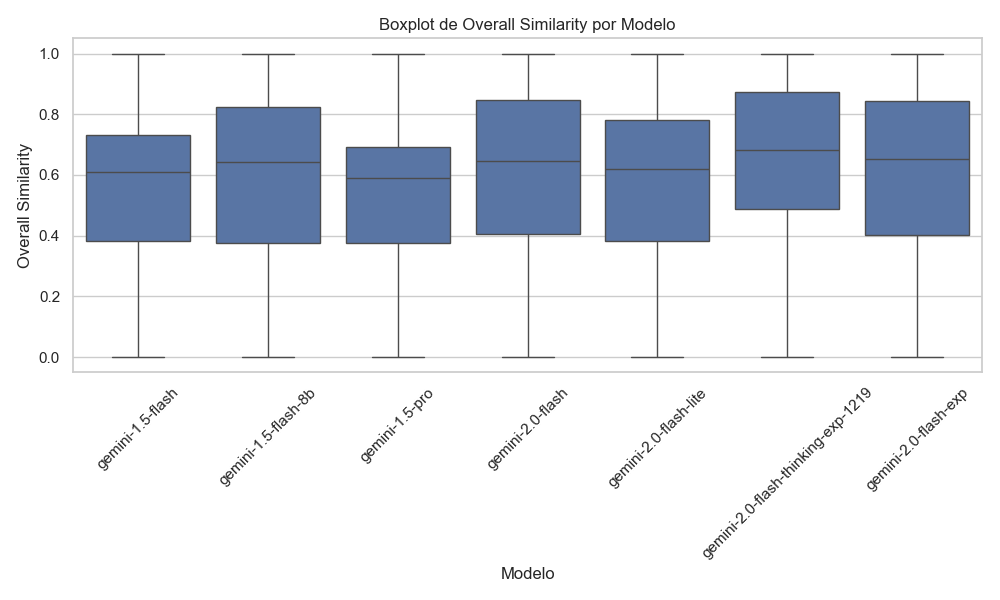 Boxplot de Overall Similarity por Modelo
Overall Similarity
1.0
0.8
0.6
0.4
0.2
0.0
gemini-1.5-flash
gemini-1.5-flash-8b
gemini-1.5-pro
gemini-2.0-flash
gemini-2.0-flash-lite
gemini-2.0-flash-thinking-exp-1219
gemini-2.0-flash-exp
Modelo